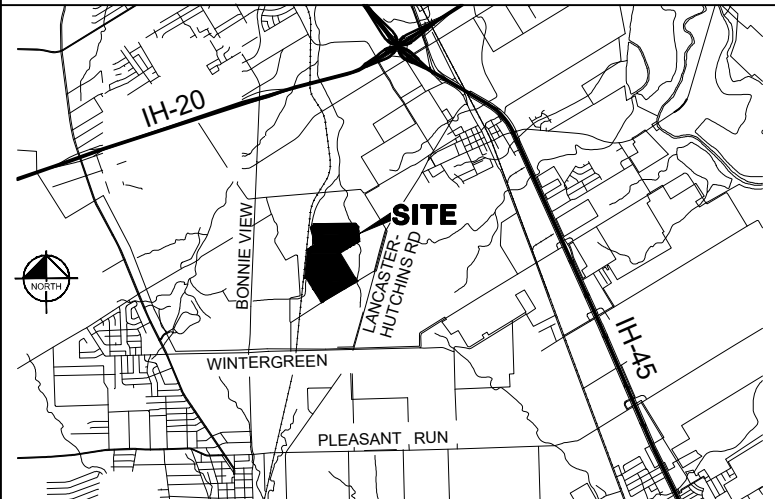 IH-20
SITE
BONNIE VIEW
LANCASTER-
HUTCHINS RD
NORTH
IH-45
WINTERGREEN
PLEASANT RUN